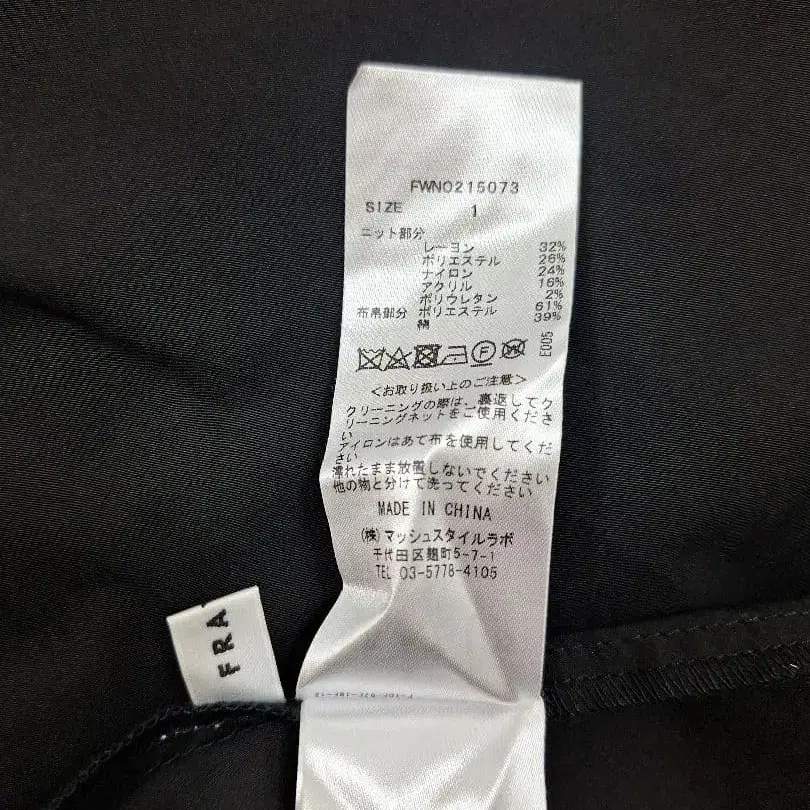 FWNO215073
SIZE 1
ニット部分
レーヨン 32%
ポリエステル 26%
ナイロン 24%
アクリル 16%
ポリウレタン 2%
布帛部分 ポリエステル 61%
綿 39%
F W
E005
<お取り扱い上のご注意>
クリーニングの際は、裏返してク
リーニングネットをご使用くださ
い
アイロンはあて布を使用してくだ
さい
濡れたまま放置しないでください
他の物と分けて洗ってください
MADE IN CHINA
(株)マッシュスタイルラボ
千代田区麹町5-7-1
TEL 03-5778-4105
FRA